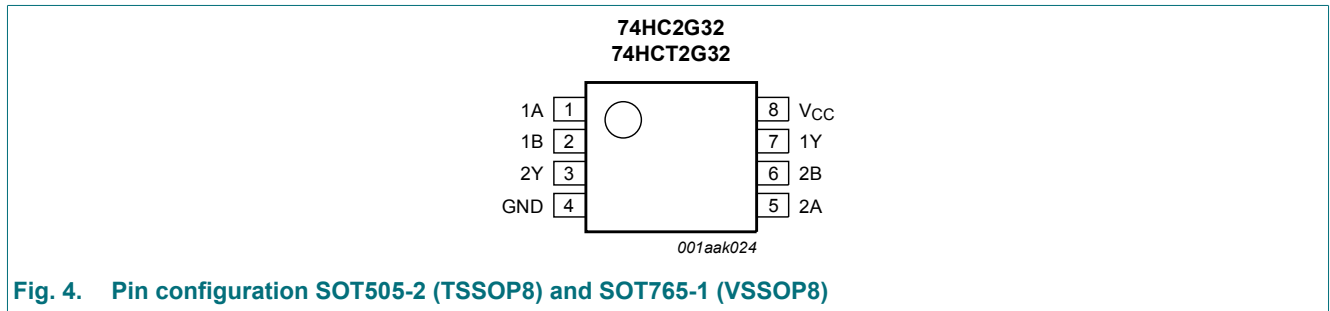 74HC2G32
74HCT2G32
1A 1 8 VCC
1B 2 7 1Y
2Y 3 6 2B
GND 4 5 2A
001aak024
Fig. 4. Pin configuration SOT505-2 (TSSOP8) and SOT765-1 (VSSOP8)